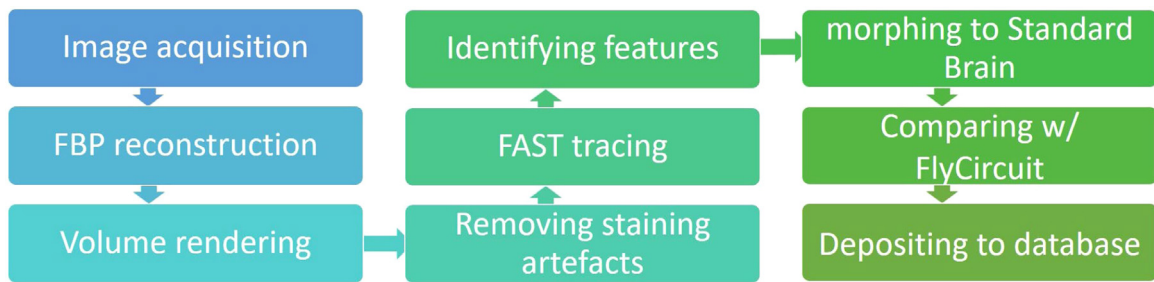 Image acquisition
FBP reconstruction
Volume rendering
Removing staining
artefacts
FAST tracing
Identifying features
morphing to Standard
Brain
Comparing w/
FlyCircuit
Depositing to database